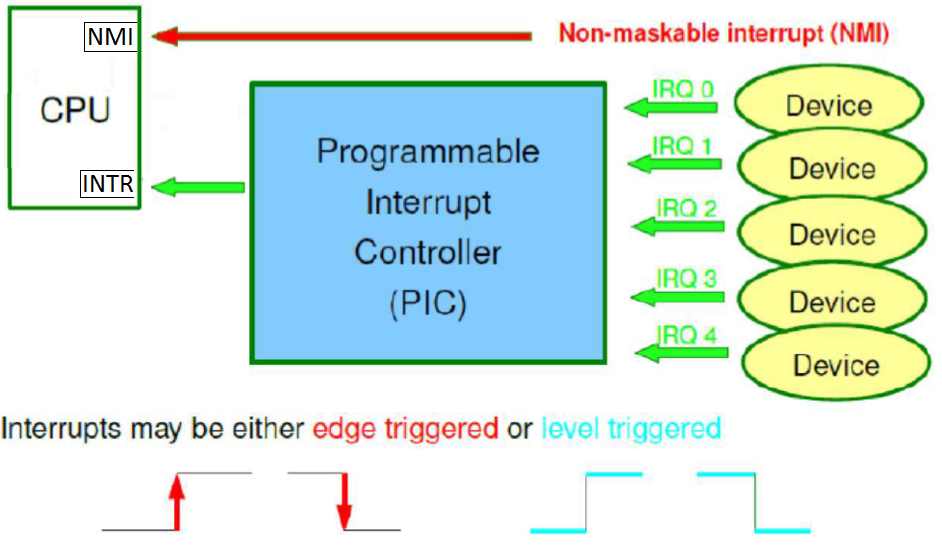 NMI
Non-maskable interrupt (NMI)
CPU
INTR
Programmable
Interrupt
Controller
(PIC)
IRQ 0
Device
IRQ 1
Device
IRQ 2
Device
IRQ 3
Device
IRQ 4
Device
Interrupts may be either edge triggered or level triggered